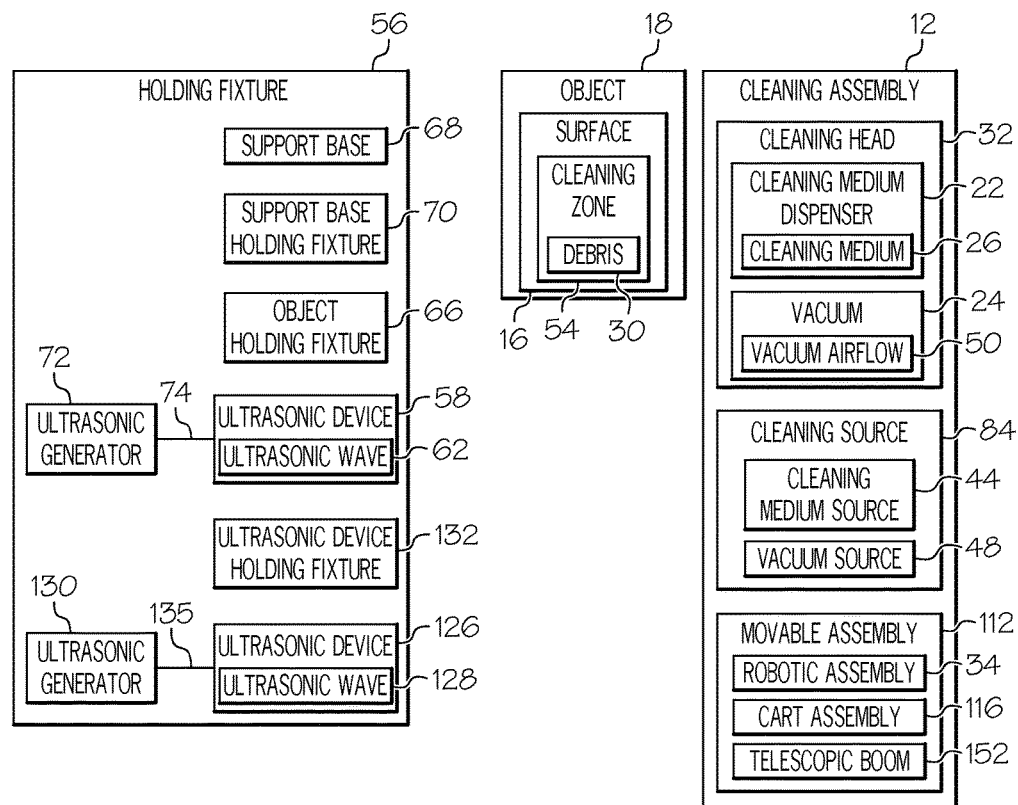 56
HOLDING FIXTURE
SUPPORT BASE
68
SUPPORT BASE
HOLDING FIXTURE
70
OBJECT
HOLDING FIXTURE
66
72
ULTRASONIC
GENERATOR
74
ULTRASONIC DEVICE
58
ULTRASONIC WAVE
62
ULTRASONIC DEVICE
HOLDING FIXTURE
132
130
ULTRASONIC
GENERATOR
135
ULTRASONIC DEVICE
126
ULTRASONIC WAVE
128
18
OBJECT
SURFACE
CLEANING
ZONE
DEBRIS
16
54
30
12
CLEANING ASSEMBLY
CLEANING HEAD
32
CLEANING MEDIUM
DISPENSER
22
CLEANING MEDIUM
26
VACUUM
24
VACUUM AIRFLOW
50
CLEANING SOURCE
84
CLEANING
MEDIUM SOURCE
44
VACUUM SOURCE
48
MOVABLE ASSEMBLY
112
ROBOTIC ASSEMBLY
34
CART ASSEMBLY
116
TELESCOPIC BOOM
152